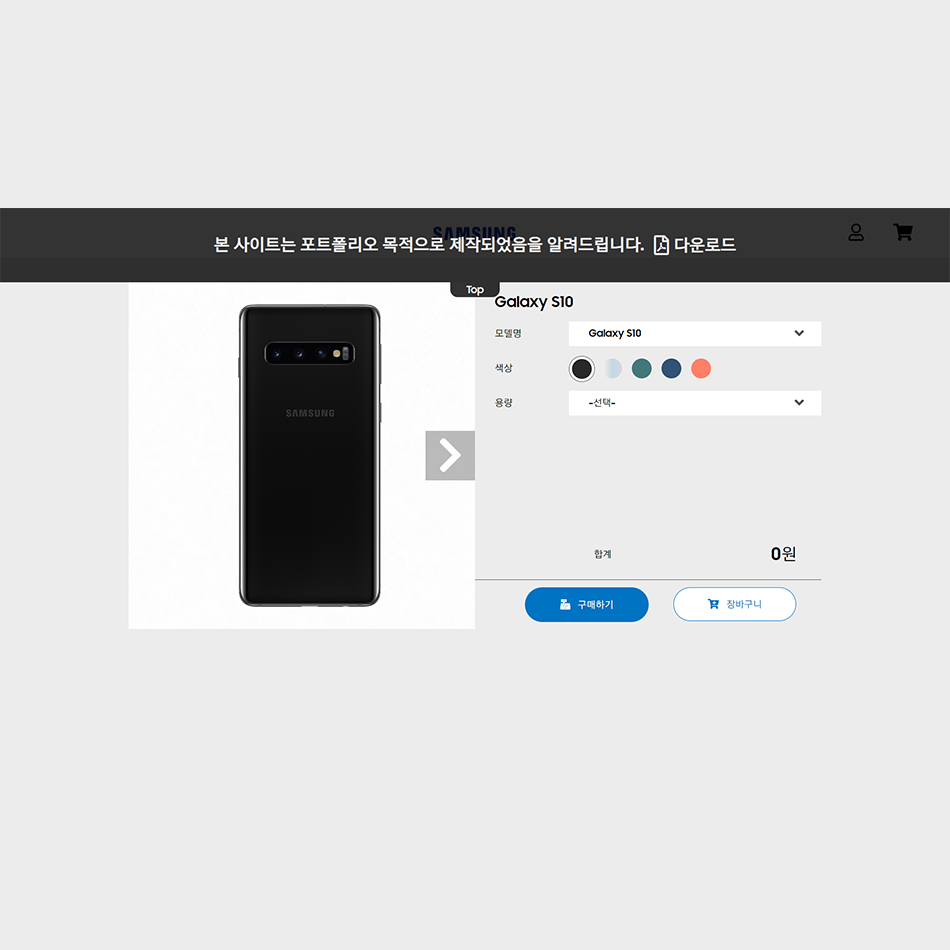 SAMSUNG
본 사이트는 포트폴리오 목적으로 제작되었음을 알려드립니다. 다운로드
Top
Galaxy S10
모델명 Galaxy S10
색상
용량 -선택-
SAMSUNG
합계 0원
구매하기 장바구니